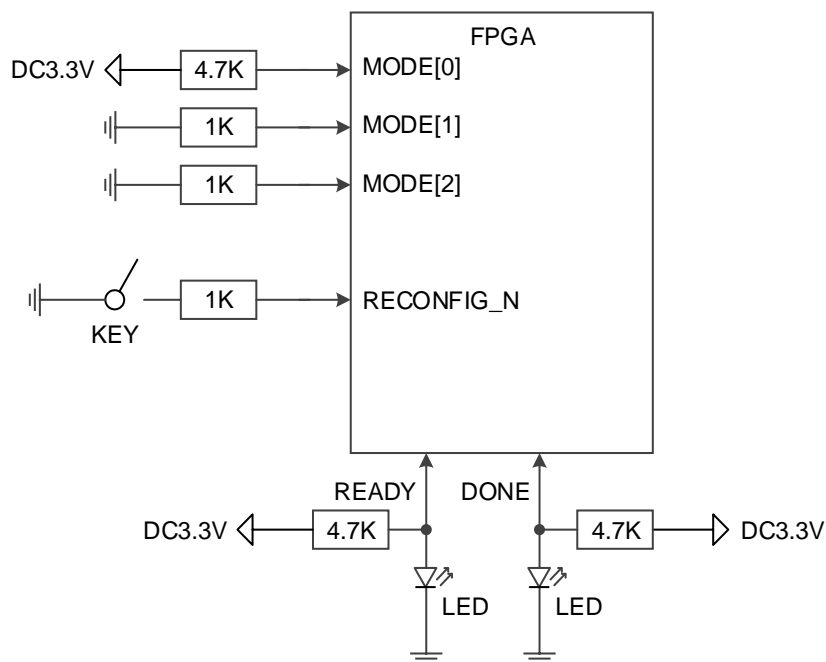 FPGA
DC3.3V 4.7K MODE[0]
1K MODE[1]
1K MODE[2]
1K RECONFIG_N
KEY
READY DONE
DC3.3V 4.7K 4.7K DC3.3V
LED LED